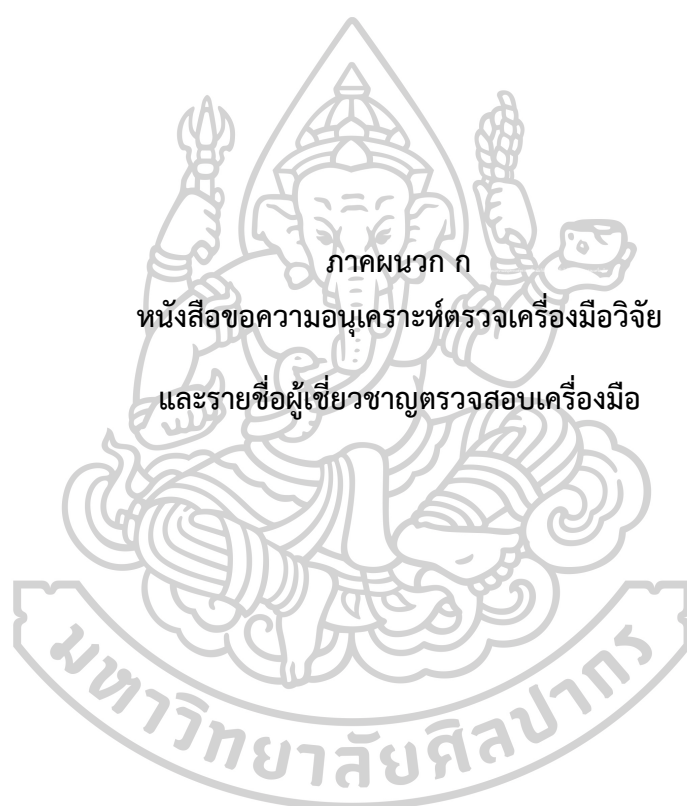 ภาคผนวก ก
หนังสือขอความอนุเคราะห์ตรวจเครื่องมือวิจัย
และรายชื่อผู้เชี่ยวชาญตรวจสอบเครื่องมือ
มหาวิทยาลัยศิลปากร